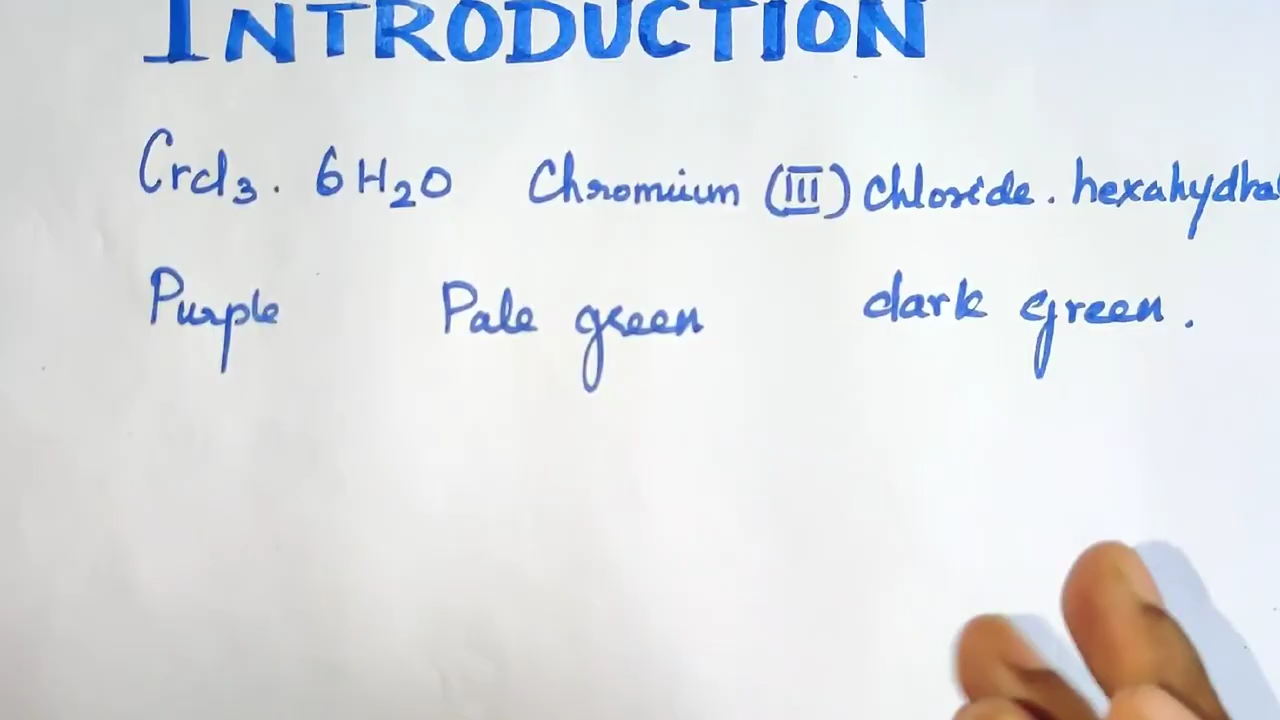 INTRODUCTION
Crcl₃. 6H₂O Chromium (III) chloride. hexahydra
Purple Pale green dark green.